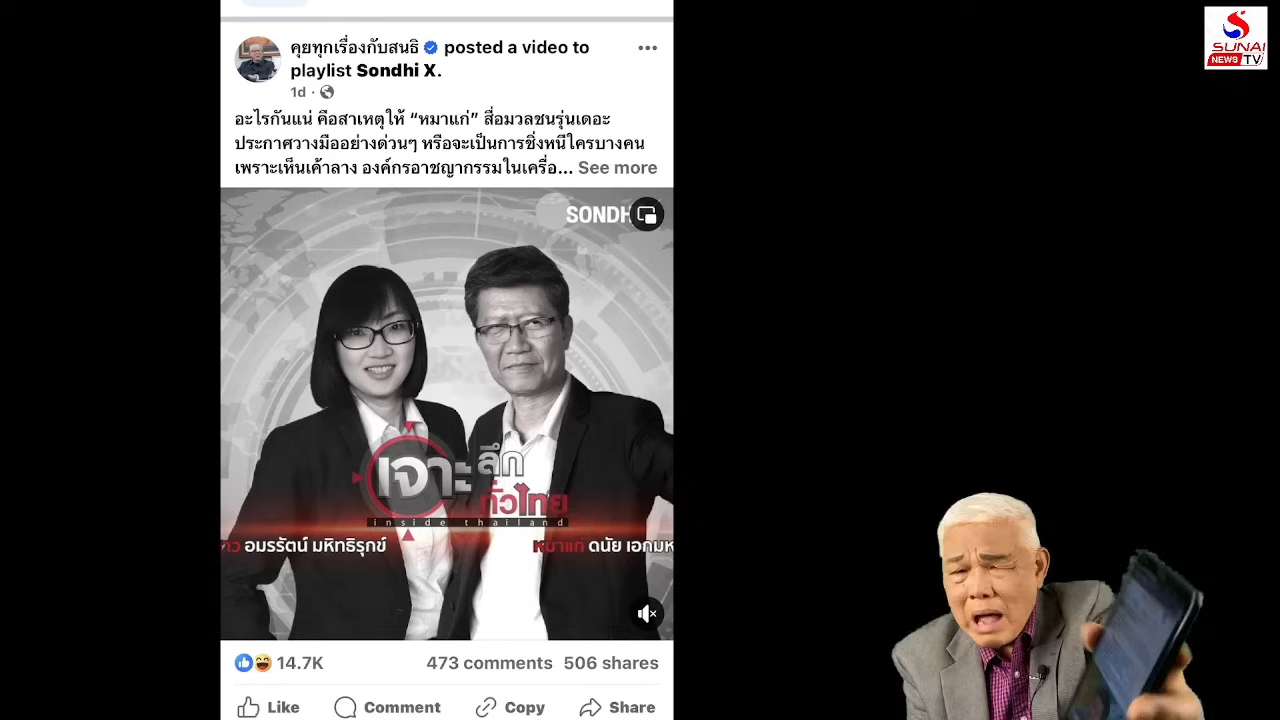 คุยทุกเรื่องกับสนธิ posted a video to
playlist Sondhi X.
1d ·
อะไรกันแน่ คือสาเหตุให้ “หมาแก่” สื่อมวลชนรุ่นเดอะ
ประกาศวางมืออย่างด่วนๆ หรือจะเป็นการชิ่งหนีใครบางคน
เพราะเห็นเค้าลาง องค์กรอาชญากรรมในเครื่อ... See more
SONDH
เจาะลึก
ทั่วไทย
inside thailand
าว อมรรัตน์ มหิทธิรุกข์
หมาแก่ ดนัย เอกมห
14.7K
473 comments 506 shares
Like
Comment
Copy
Share
SUNAI
NEWS TV